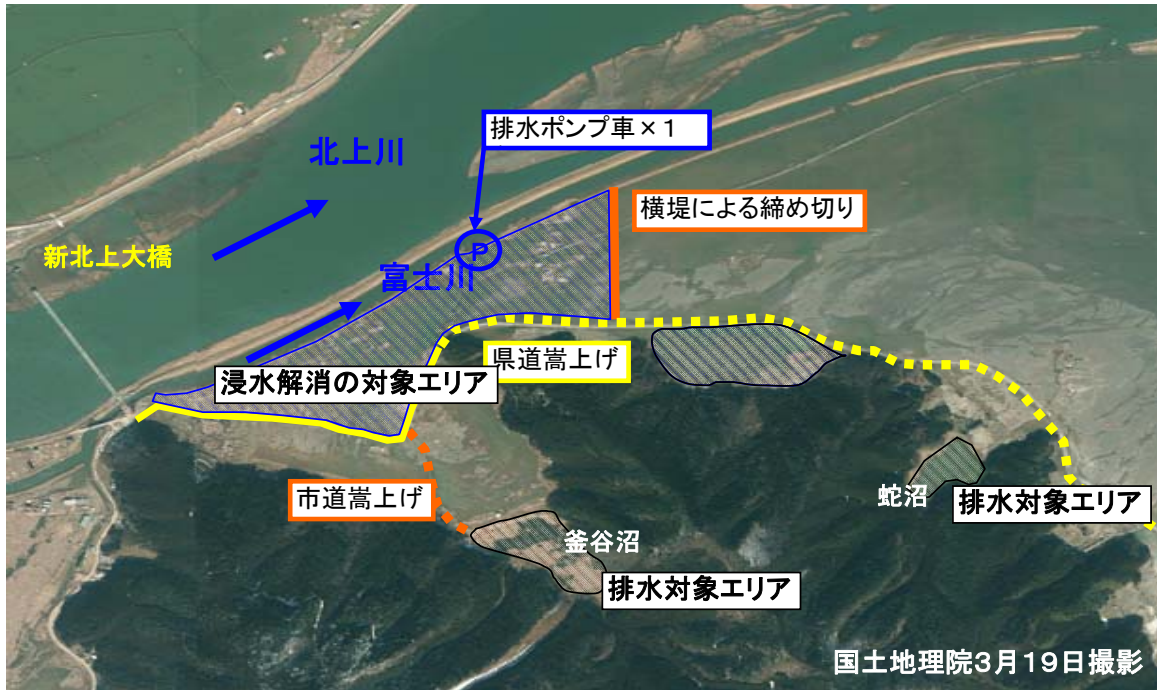 排水ポンプ車×1
北上川
横堤による締め切り
新北上大橋
P
富士川
県道嵩上げ
浸水解消の対象エリア
市道嵩上げ
蛇沼
排水対象エリア
釜谷沼
排水対象エリア
国土地理院3月19日撮影